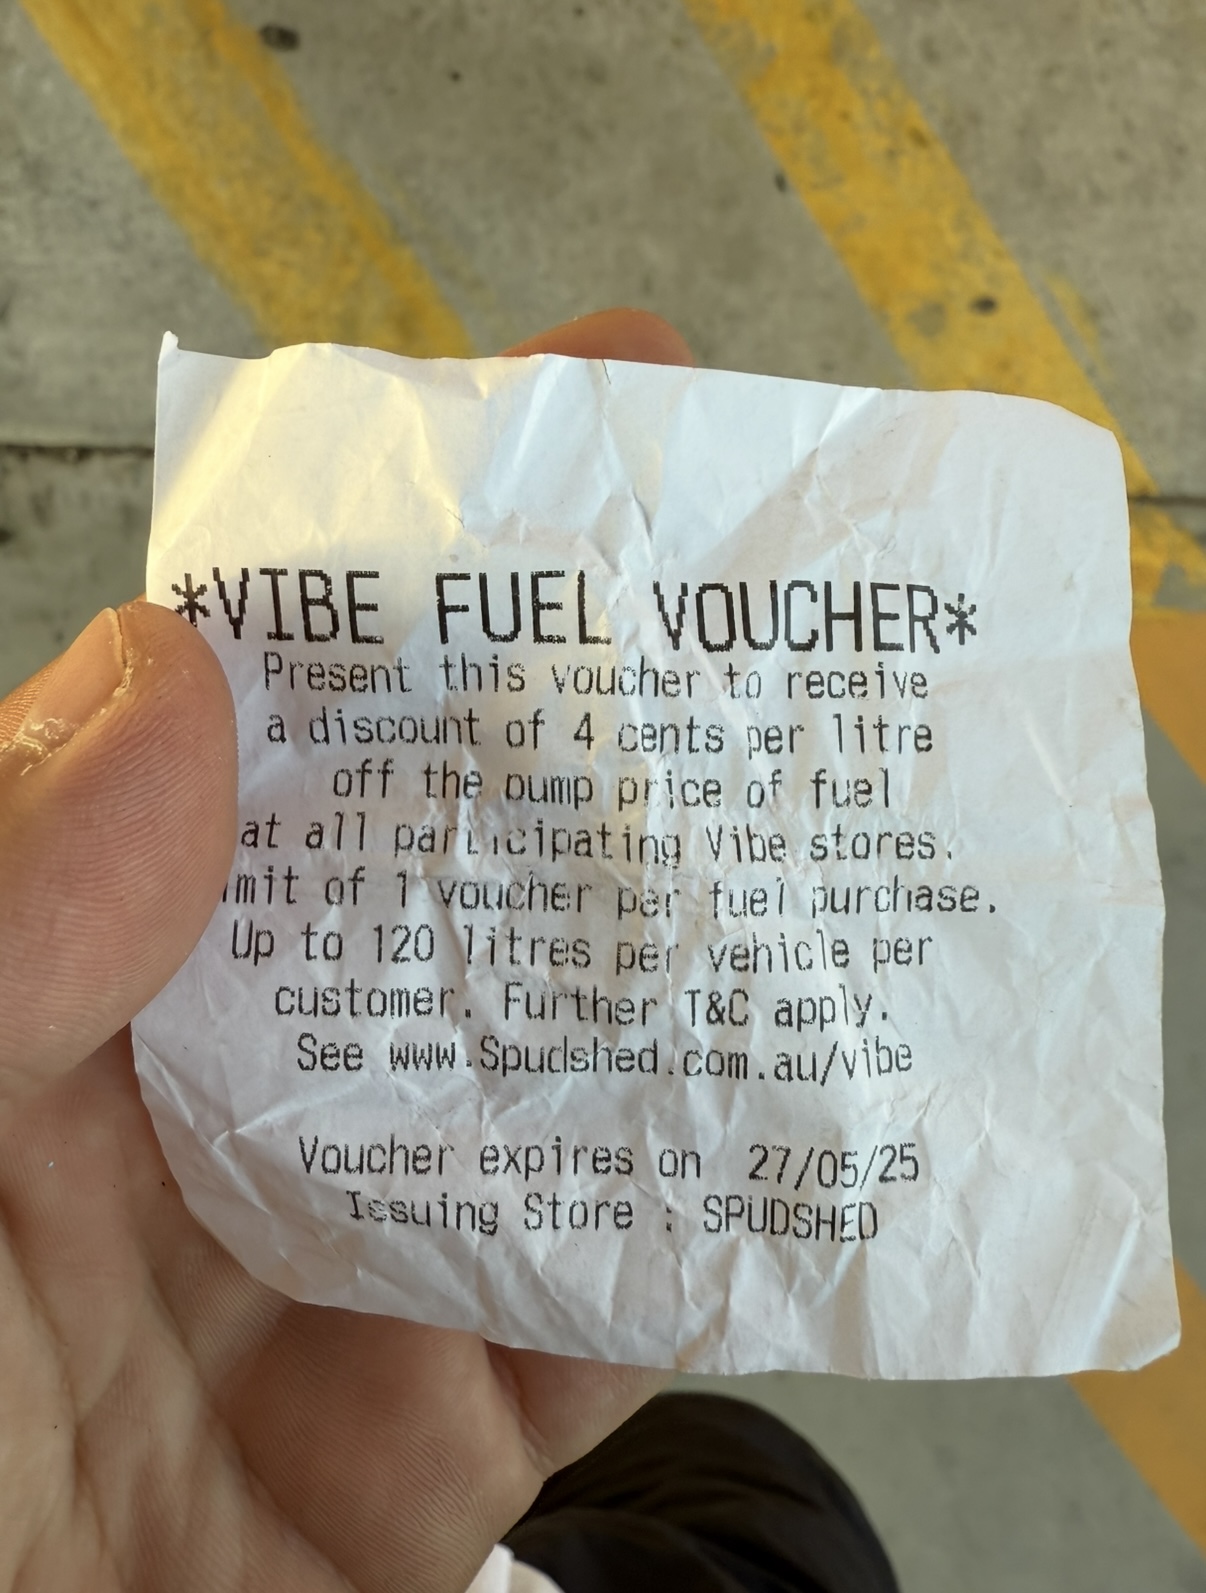 *VIBE FUEL VOUCHER*
Present this voucher to receive
a discount of 4 cents per litre
off the pump price of fuel
at all participating Vibe stores.
mit of 1 voucher per fuel purchase.
Up to 120 litres per vehicle per
customer. Further T&C apply.
See www.Spudshed.com.au/vibe
Voucher expires on 27/05/25
Issuing Store : SPUDSHED